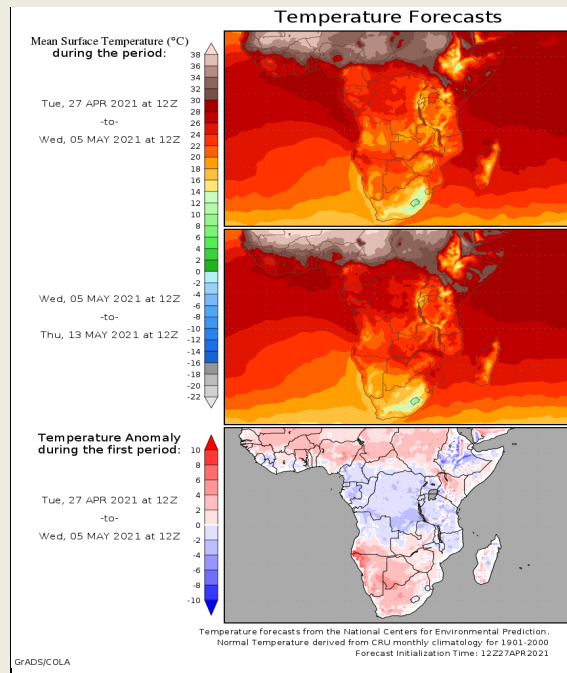 Temperature Forecasts
Mean Surface Temperature (°C)
during the period:
38
36
34
32
30
28
26
24
22
20
18
16
14
12
10
8
6
4
2
0
-2
-4
-6
-8
-10
-12
-14
-16
-18
-20
-22
Tue, 27 APR 2021 at 12Z
-to-
Wed, 05 MAY 2021 at 12Z
Wed, 05 MAY 2021 at 12Z
-to-
Thu, 13 MAY 2021 at 12Z
Temperature Anomaly
during the first period:
10
8
6
4
2
0
-2
-4
-6
-8
-10
Tue, 27 APR 2021 at 12Z
-to-
Wed, 05 MAY 2021 at 12Z
Temperature forecasts from the National Centers for Environmental Prediction.
Normal Temperature derived from CRU monthly climatology for 1901-2000
Forecast Initialization Time: 12Z27APR2021
GrADS/COLA